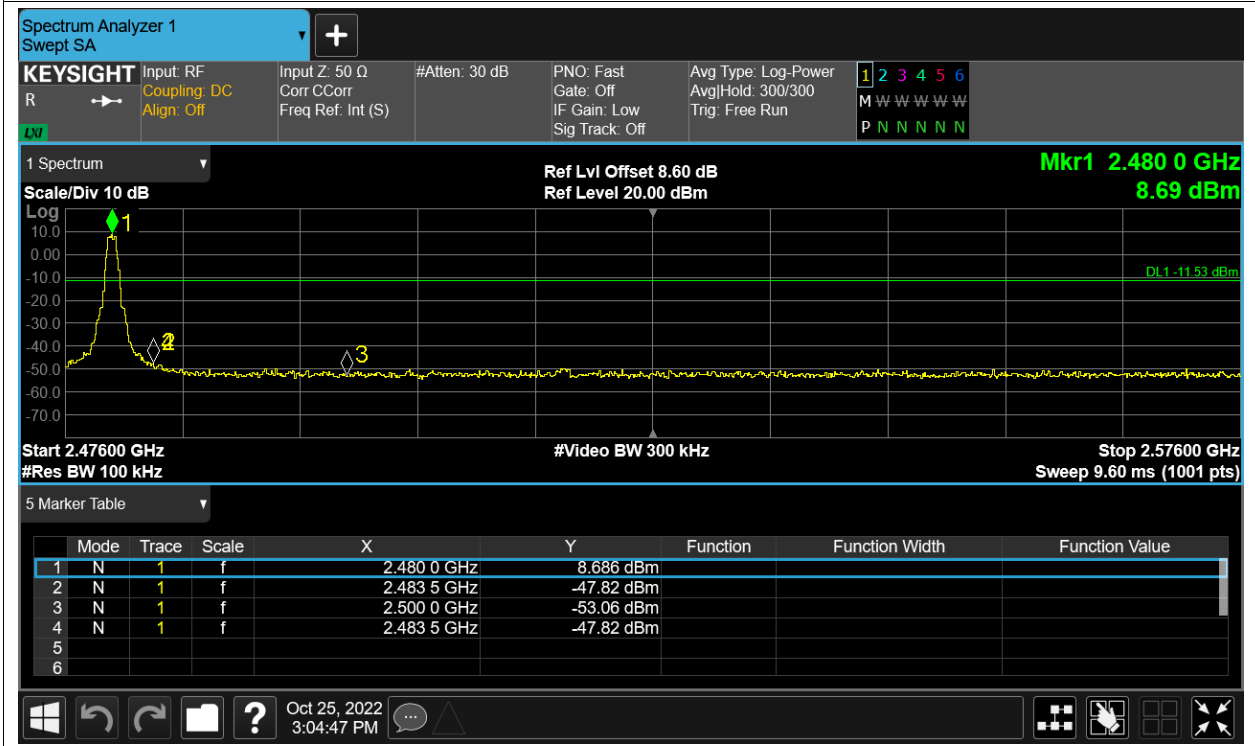 Spectrum Analyzer 1
Swept SA
+
KEYSIGHT
R
LXI
Input: RF
Coupling: DC
Align: Off
Input Z: 50 Ω
Corr CCorr
Freq Ref: Int (S)
#Atten: 30 dB
PNO: Fast
Gate: Off
IF Gain: Low
Sig Track: Off
Avg Type: Log-Power
Avg|Hold: 300/300
Trig: Free Run
1 2 3 4 5 6
M W W W W W
P N N N N N
1 Spectrum
Scale/Div 10 dB
Ref Lvl Offset 8.60 dB
Ref Level 20.00 dBm
Mkr1 2.480 0 GHz
8.69 dBm
Log
10.0
0.00
-10.0
-20.0
-30.0
-40.0
-50.0
-60.0
-70.0
1
2
3
DL1 -11.53 dBm
Start 2.47600 GHz
#Res BW 100 kHz
#Video BW 300 kHz
Stop 2.57600 GHz
Sweep 9.60 ms (1001 pts)
5 Marker Table
Mode Trace Scale X Y Function Function Width Function Value
1 N 1 f 2.480 0 GHz 8.686 dBm
2 N 1 f 2.483 5 GHz -47.82 dBm
3 N 1 f 2.500 0 GHz -53.06 dBm
4 N 1 f 2.483 5 GHz -47.82 dBm
5
6
?
Oct 25, 2022
3:04:47 PM